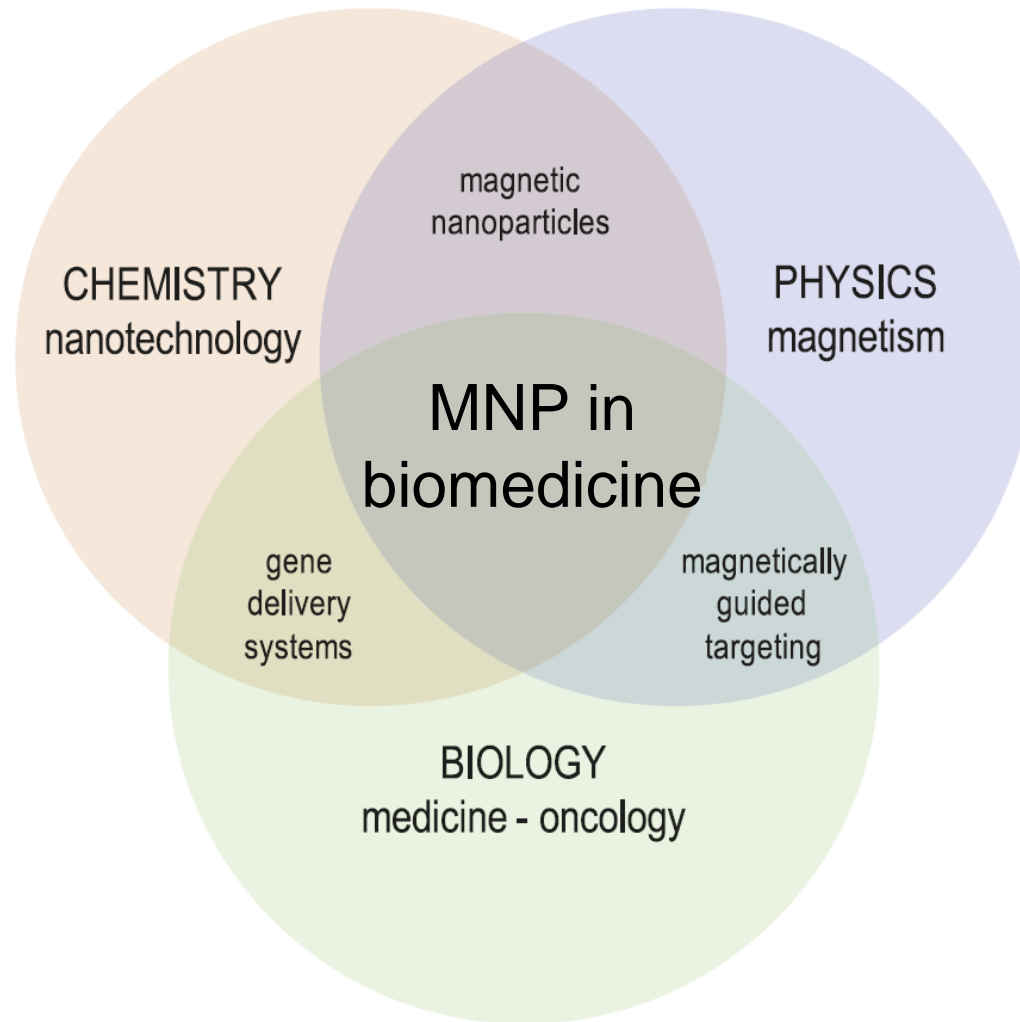 magnetic
nanoparticles
CHEMISTRY
nanotechnology
PHYSICS
magnetism
MNP in
biomedicine
gene
delivery
systems
magnetically
guided
targeting
BIOLOGY
medicine - oncology